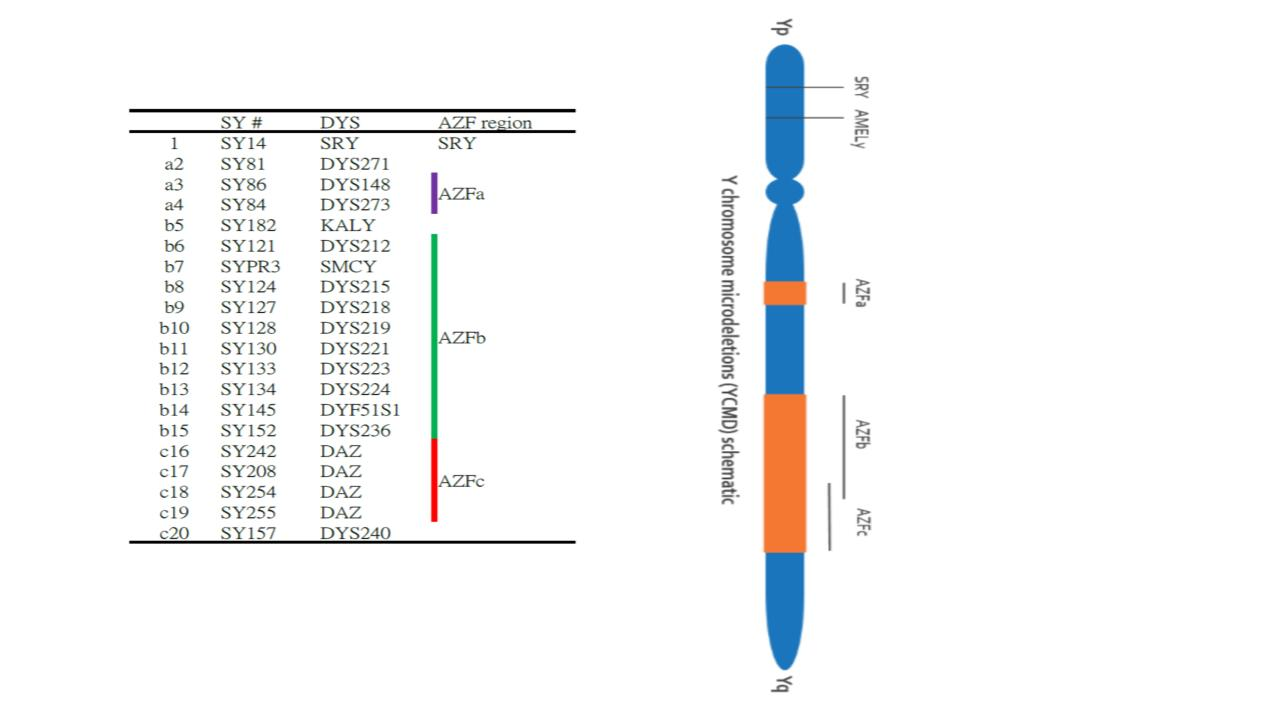 SY # DYS AZF region
1 SY14 SRY SRY
a2 SY81 DYS271
a3 SY86 DYS148
AZFa
a4 SY84 DYS273
b5 SY182 KALY
b6 SY121 DYS212
b7 SYPR3 SMCY
b8 SY124 DYS215
b9 SY127 DYS218
b10 SY128 DYS219
AZFb
b11 SY130 DYS221
b12 SY133 DYS223
b13 SY134 DYS224
b14 SY145 DYF51S1
b15 SY152 DYS236
c16 SY242 DAZ
c17 SY208 DAZ
AZFc
c18 SY254 DAZ
c19 SY255 DAZ
c20 SY157 DYS240
Yp
SRY
AMELy
Y chromosome microdeletions (YCMD) schematic
AZFa
AZFb
AZFc
Yq